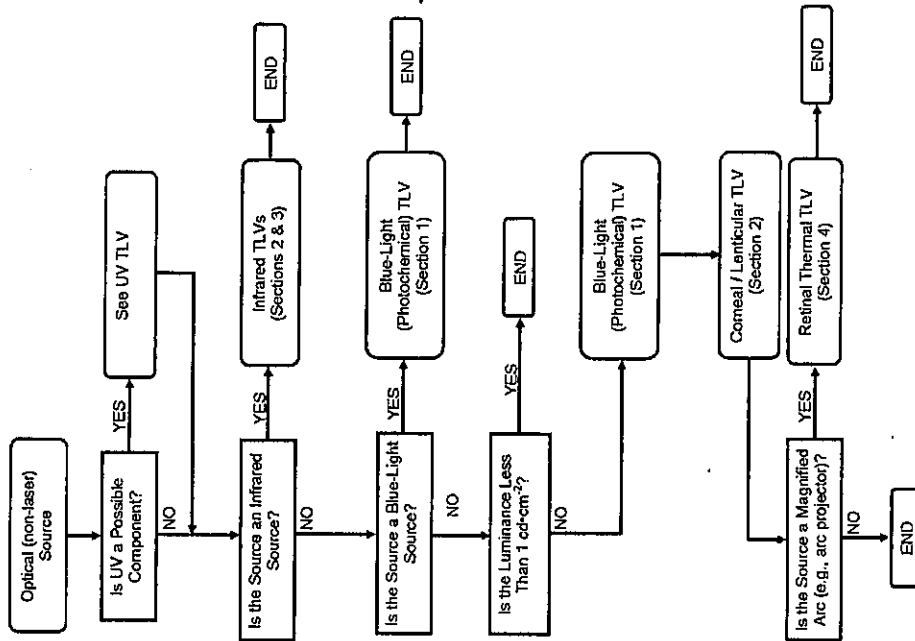 Optical (non-laser)
Source
Is UV a Possible
Component?
YES
See UV TLV
NO
Is the Source an Infrared
Source?
YES
Infrared TLVs
(Sections 2 & 3)
END
NO
Is the Source a Blue-Light
Source?
YES
Blue-Light
(Photochemical) TLV
(Section 1)
END
NO
Is the Luminance Less
Than 1 cd•cm⁻²?
YES
END
NO
Blue-Light
(Photochemical) TLV
(Section 1)
Corneal / Lenticular TLV
(Section 2)
Is the Source a Magnified
Arc (e.g., arc projector)?
YES
Retinal Thermal TLV
(Section 4)
END
NO
END